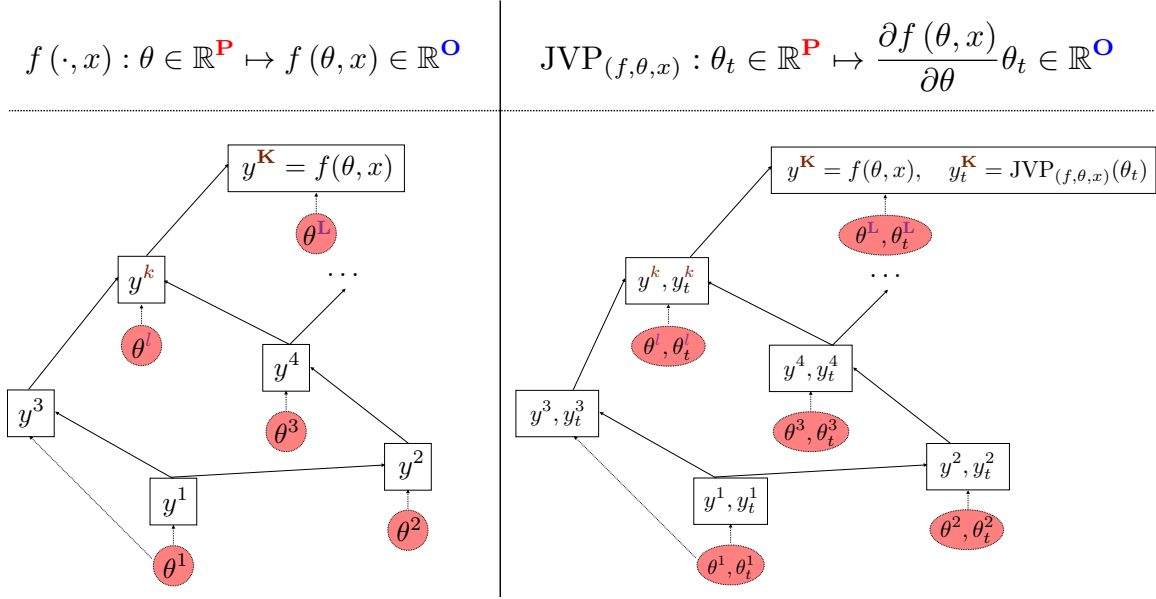 f (·, x) : θ ∈ ℝ^P ↦ f (θ, x) ∈ ℝ^O
y^K = f(θ, x)
θ^L
y^k
· · ·
θ^l
y^4
y^3
θ^3
y^2
y^1
θ^2
θ^1
JVP_(f,θ,x) : θ_t ∈ ℝ^P ↦ ∂f (θ, x) / ∂θ θ_t ∈ ℝ^O
y^K = f(θ, x), y_t^K = JVP_(f,θ,x)(θ_t)
θ^L, θ_t^L
y^k, y_t^k
· · ·
θ^l, θ_t^l
y^4, y_t^4
y^3, y_t^3
θ^3, θ_t^3
y^2, y_t^2
y^1, y_t^1
θ^2, θ_t^2
θ^1, θ_t^1